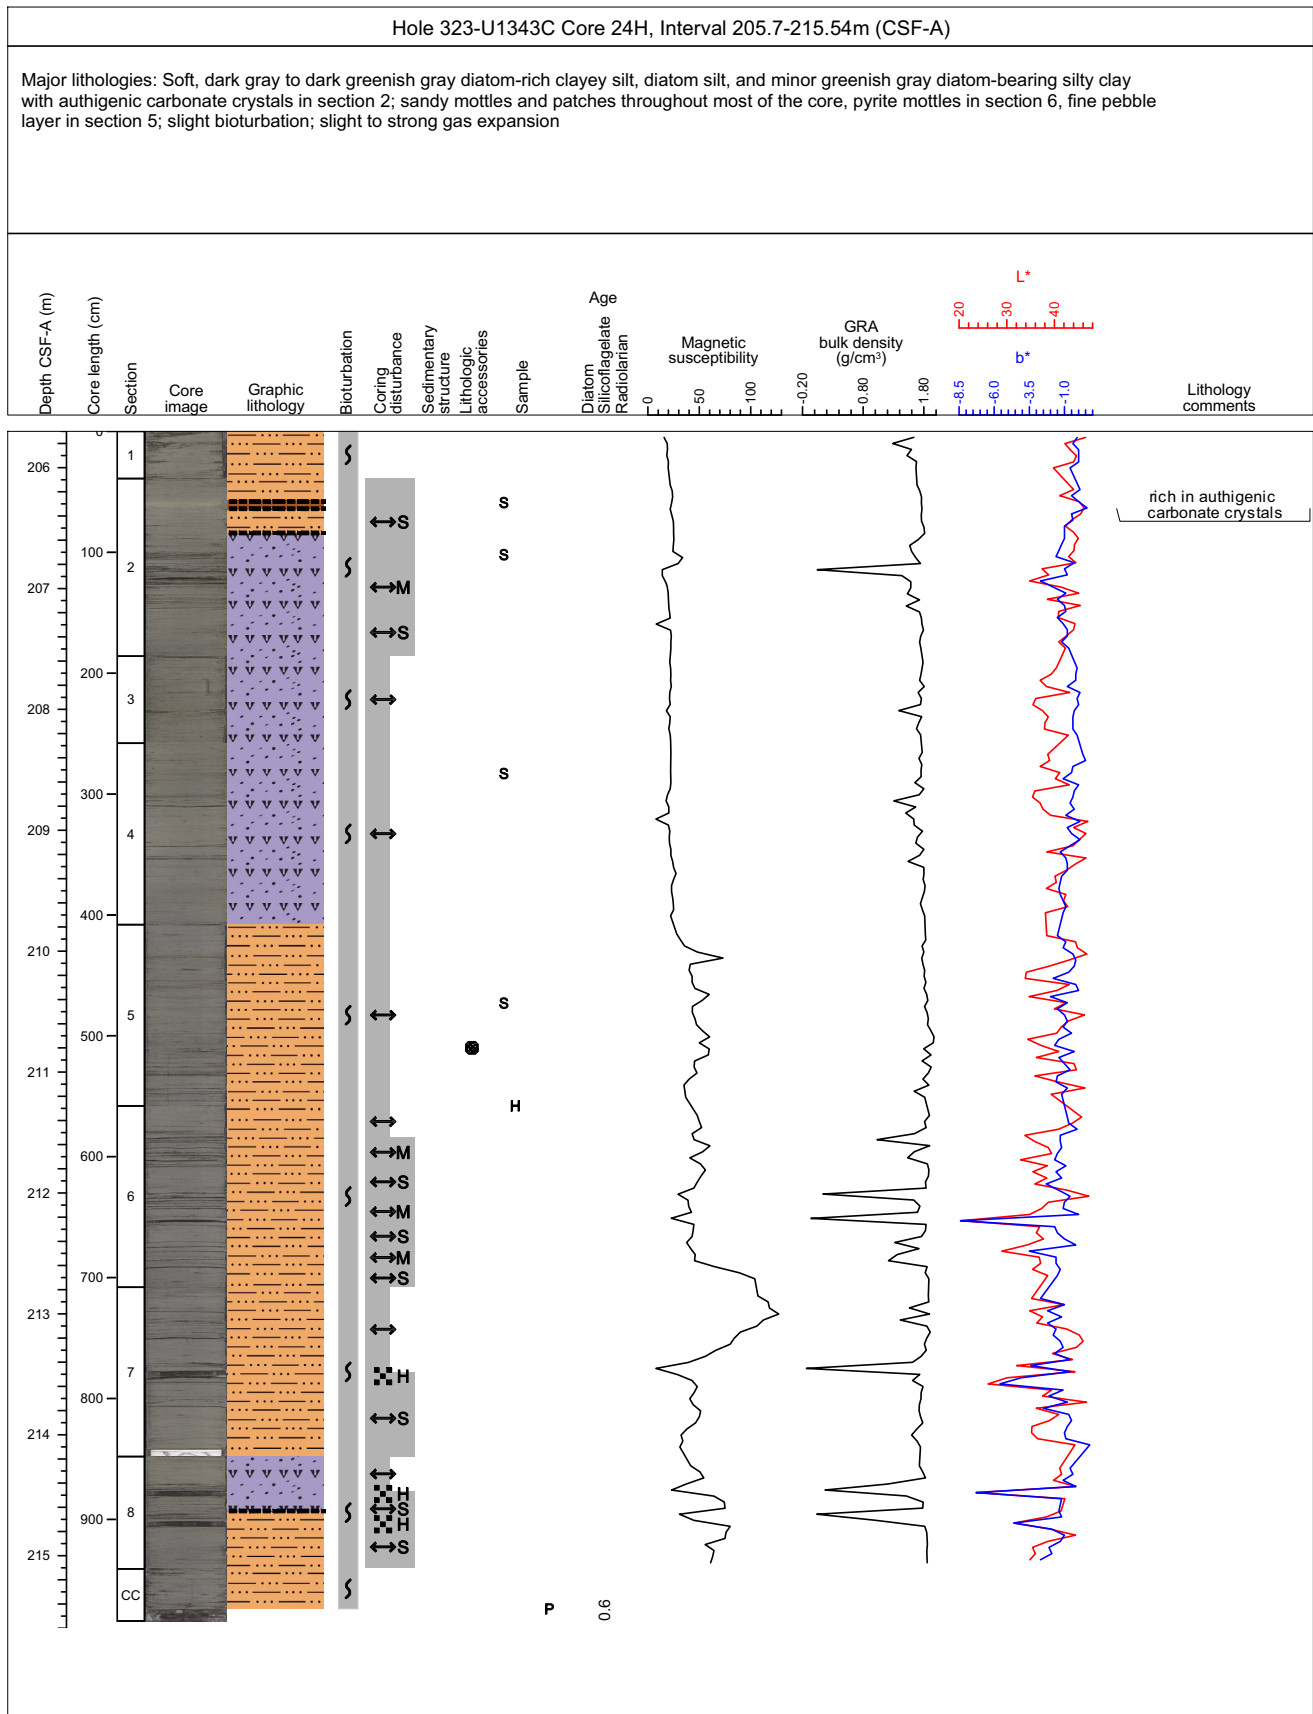 Hole 323-U1343C Core 24H, Interval 205.7-215.54m (CSF-A)
Major lithologies: Soft, dark gray to dark greenish gray diatom-rich clayey silt, diatom silt, and minor greenish gray diatom-bearing silty clay
with authigenic carbonate crystals in section 2; sandy mottles and patches throughout most of the core, pyrite mottles in section 6, fine pebble
layer in section 5; slight bioturbation; slight to strong gas expansion
Depth CSF-A (m)
Core length (cm)
Section
Core
image
Graphic
lithology
Bioturbation
Coring
disturbance
Sedimentary
structure
Lithologic
accessories
Sample
Age
Diatom
Silicoflagelate
Radiolarian
Magnetic
susceptibility
0 50 100
GRA
bulk density
(g/cm³)
-0.20 0.80 1.80
L*
20 30 40
b*
-8.5 -6.0 -3.5 -1.0
Lithology
comments
0
1
206
S
rich in authigenic
carbonate crystals
S
100
S
2
207
M
S
200
3
208
S
300
209
4
400
210
S
5
500
211
H
600
M
S
212
6
M
S
M
700
S
213
7
H
800
S
214
H
8
S
900
H
S
215
CC
P
0.6